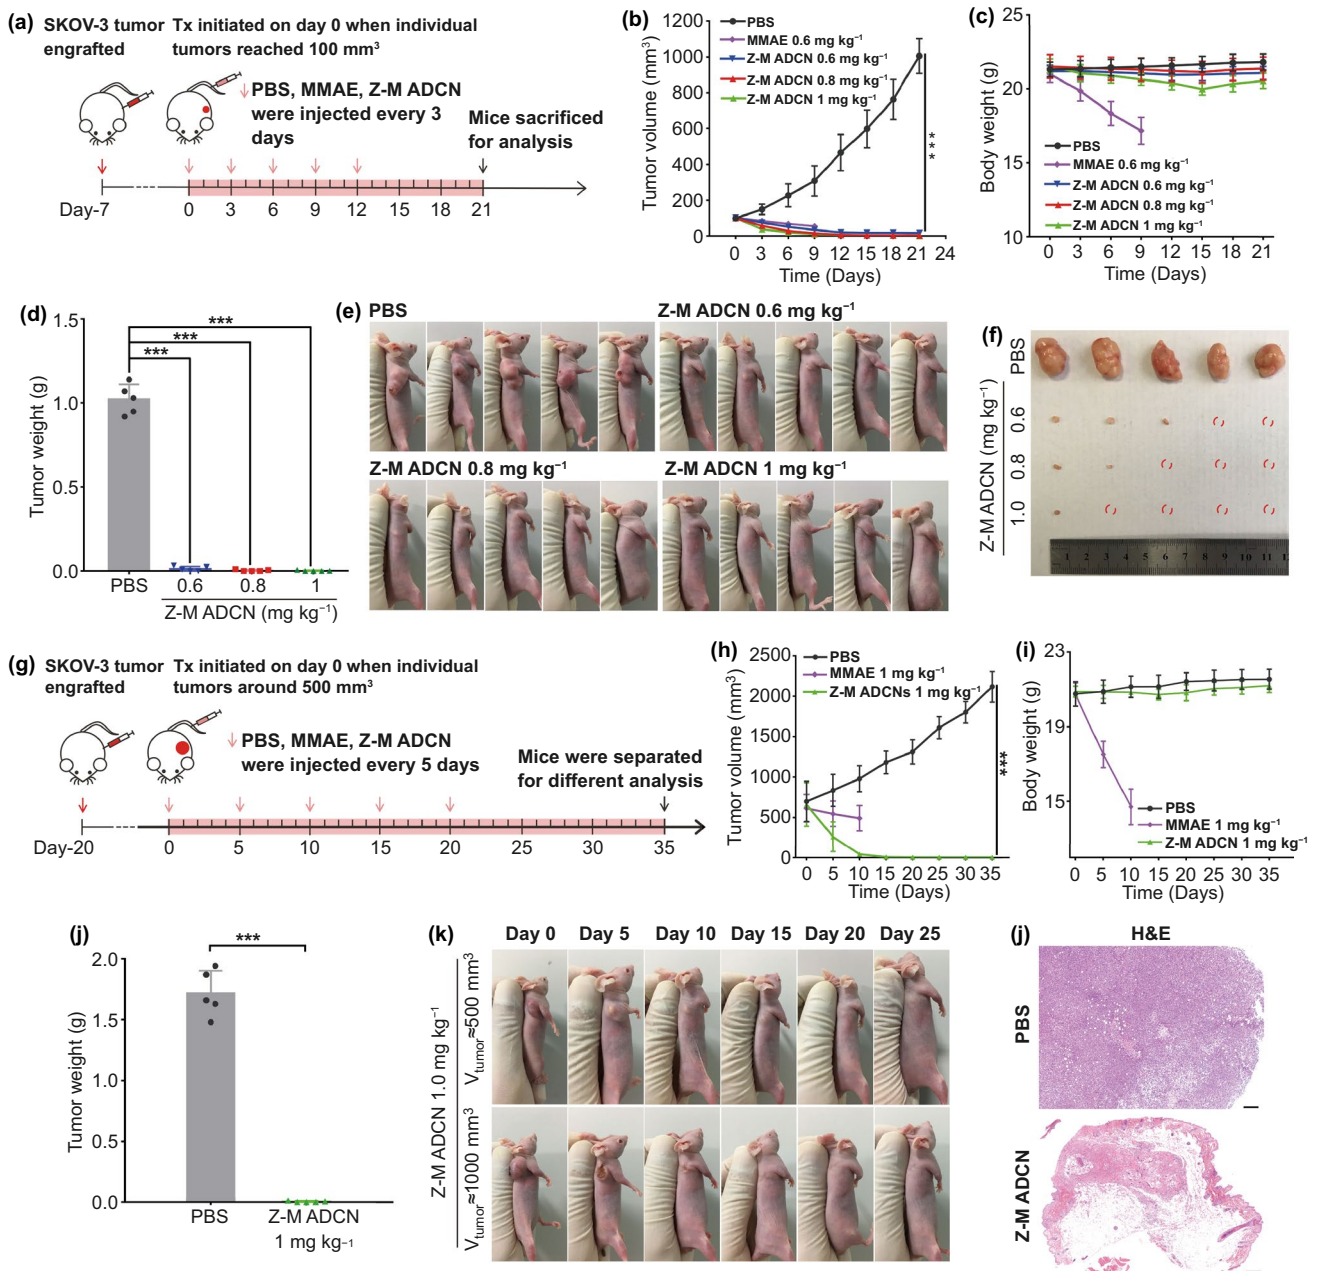 (a) SKOV-3 tumor engrafted
Tx initiated on day 0 when individual tumors reached 100 mm³
PBS, MMAE, Z-M ADCN
were injected every 3
days
Mice sacrificed
for analysis
Day-7
0 3 6 9 12 15 18 21
(b)
Tumor volume (mm³)
1200
1000
800
600
400
200
0
PBS
MMAE 0.6 mg kg⁻¹
Z-M ADCN 0.6 mg kg⁻¹
Z-M ADCN 0.8 mg kg⁻¹
Z-M ADCN 1 mg kg⁻¹
***
0 3 6 9 12 15 18 21 24
Time (Days)
(c)
Body weight (g)
25
20
15
10
PBS
MMAE 0.6 mg kg⁻¹
Z-M ADCN 0.6 mg kg⁻¹
Z-M ADCN 0.8 mg kg⁻¹
Z-M ADCN 1 mg kg⁻¹
0 3 6 9 12 15 18 21
Time (Days)
(d)
Tumor weight (g)
1.5
1.0
0.5
0.0
***
***
***
PBS 0.6 0.8 1
Z-M ADCN (mg kg⁻¹)
(e) PBS
Z-M ADCN 0.6 mg kg⁻¹
Z-M ADCN 0.8 mg kg⁻¹
Z-M ADCN 1 mg kg⁻¹
(f)
PBS
0.6
0.8
1.0
Z-M ADCN (mg kg⁻¹)
1 2 3 4 5 6 7 8 9 10 11 1
(g) SKOV-3 tumor engrafted
Tx initiated on day 0 when individual tumors around 500 mm³
PBS, MMAE, Z-M ADCN
were injected every 5 days
Mice were separated
for different analysis
Day-20
0 5 10 15 20 25 30 35
(h)
Tumor volume (mm³)
2500
2000
1500
1000
500
0
PBS
MMAE 1 mg kg⁻¹
Z-M ADCNs 1 mg kg⁻¹
***
0 5 10 15 20 25 30 35
Time (Days)
(i)
Body weight (g)
23
19
15
PBS
MMAE 1 mg kg⁻¹
Z-M ADCN 1 mg kg⁻¹
0 5 10 15 20 25 30 35
Time (Days)
(j)
Tumor weight (g)
2.0
1.5
1.0
0.5
0.0
***
PBS
Z-M ADCN
1 mg kg⁻¹
(k)
Day 0 Day 5 Day 10 Day 15 Day 20 Day 25
Z-M ADCN 1.0 mg kg⁻¹
Vtumor≈500 mm³
Vtumor≈1000 mm³
(j) H&E
PBS
Z-M ADCN